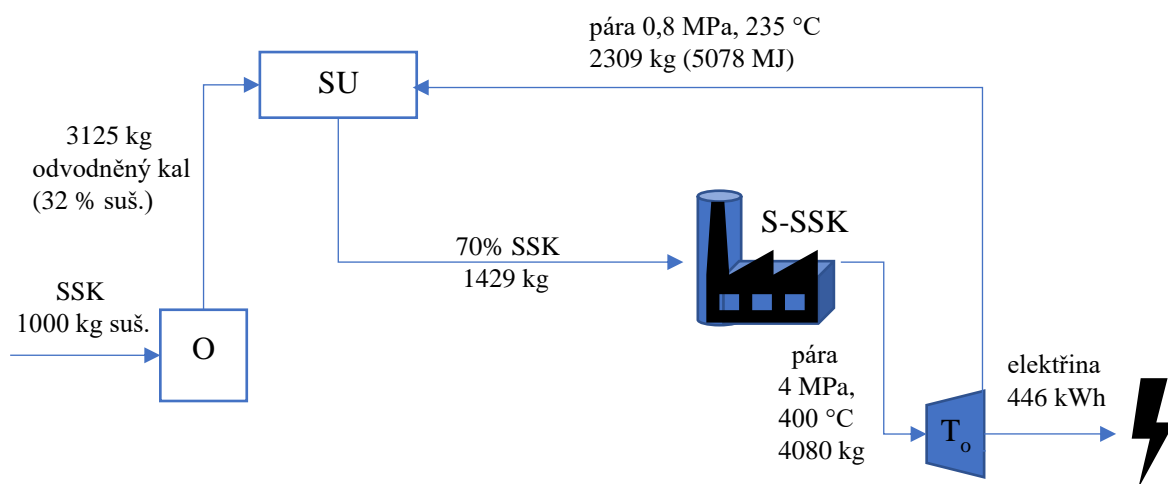 pára 0,8 MPa, 235 °C
2309 kg (5078 MJ)
SU
3125 kg
odvodněný kal
(32 % suš.)
S-SSK
70% SSK
1429 kg
SSK
1000 kg suš.
O
pára
4 MPa,
400 °C
4080 kg
elektřina
446 kWh
To